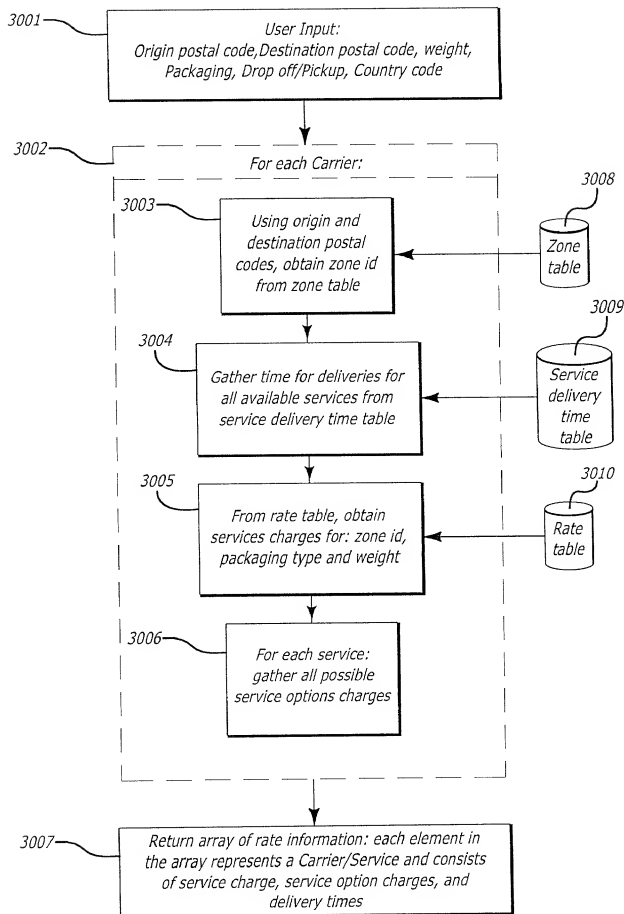 3001
User Input:
Origin postal code,Destination postal code, weight,
Packaging, Drop off/Pickup, Country code
3002
For each Carrier:
3003
Using origin and
destination postal
codes, obtain zone id
from zone table
3008
Zone
table
3004
Gather time for deliveries for
all available services from
service delivery time table
3009
Service
delivery
time
table
3005
From rate table, obtain
services charges for: zone id,
packaging type and weight
3010
Rate
table
3006
For each service:
gather all possible
service options charges
3007
Return array of rate information: each element in
the array represents a Carrier/Service and consists
of service charge, service option charges, and
delivery times